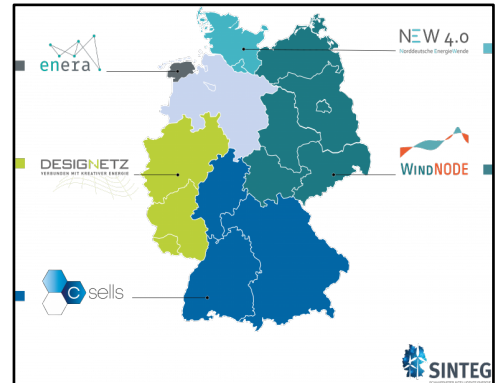 enera
NEW 4.0
Norddeutsche EnergieWende
DESIGNETZ
VERBUNDEN MIT KREATIVER ENERGIE
WINDNODE
C sells
SINTEG